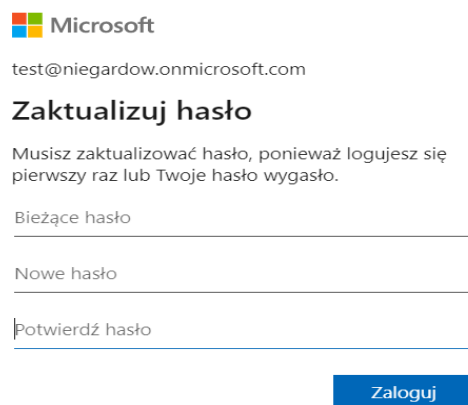 Microsoft
test@niegardow.onmicrosoft.com
Zaktualizuj hasło
Musisz zaktualizować hasło, ponieważ logujesz się
pierwszy raz lub Twoje hasło wygasło.
Bieżące hasło
Nowe hasło
Potwierdź hasło
Zaloguj